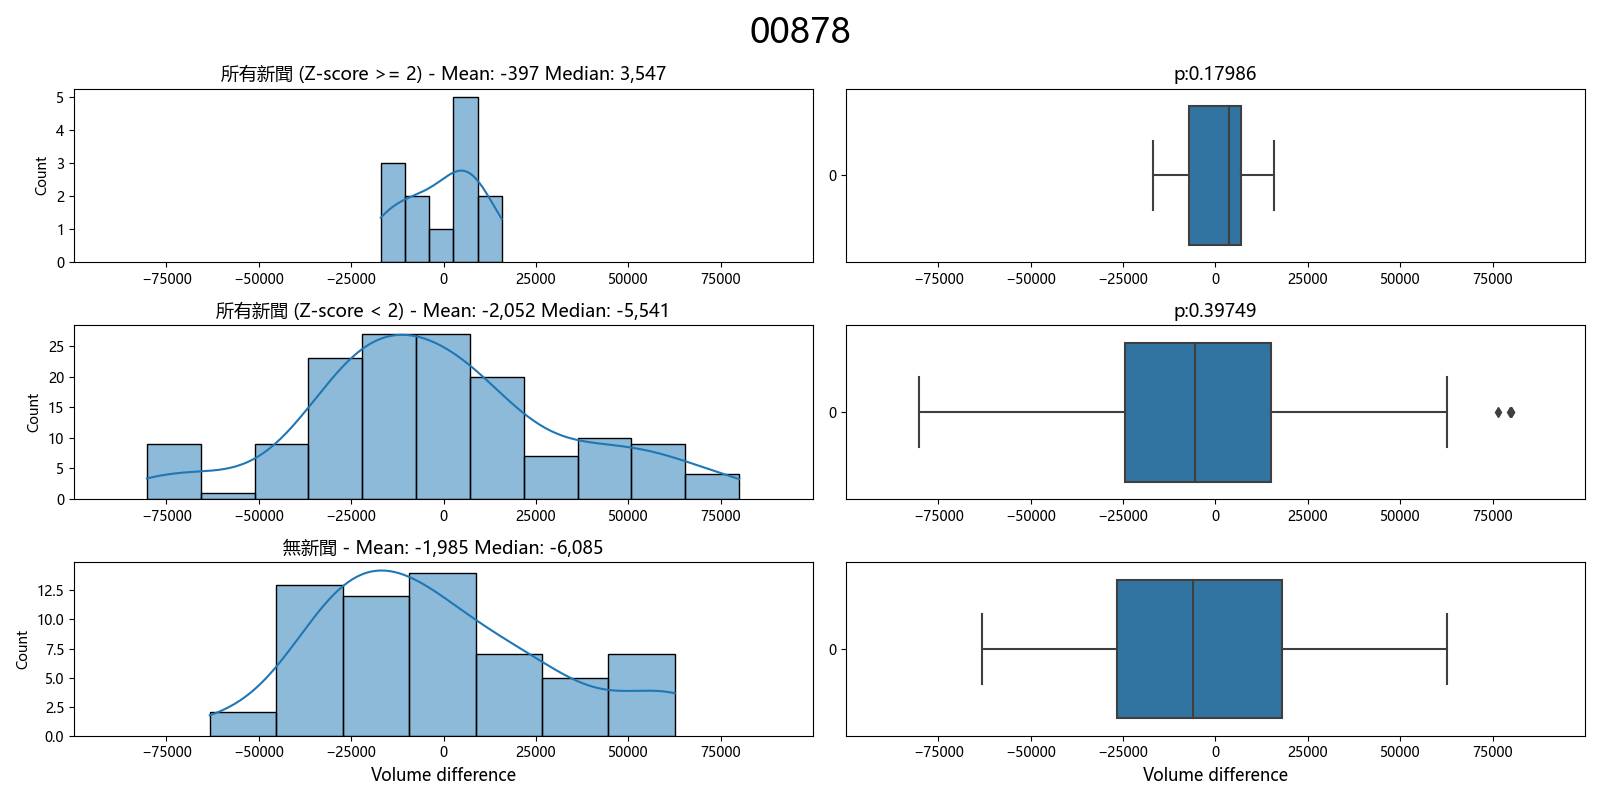 00878
所有新聞 (Z-score >= 2) - Mean: -397 Median: 3,547
Count
5
4
3
2
1
0
−75000 −50000 −25000 0 25000 50000 75000
p:0.17986
0
−75000 −50000 −25000 0 25000 50000 75000
所有新聞 (Z-score < 2) - Mean: -2,052 Median: -5,541
Count
25
20
15
10
5
0
−75000 −50000 −25000 0 25000 50000 75000
p:0.39749
0
−75000 −50000 −25000 0 25000 50000 75000
無新聞 - Mean: -1,985 Median: -6,085
Count
12.5
10.0
7.5
5.0
2.5
0.0
−75000 −50000 −25000 0 25000 50000 75000
Volume difference
0
−75000 −50000 −25000 0 25000 50000 75000
Volume difference